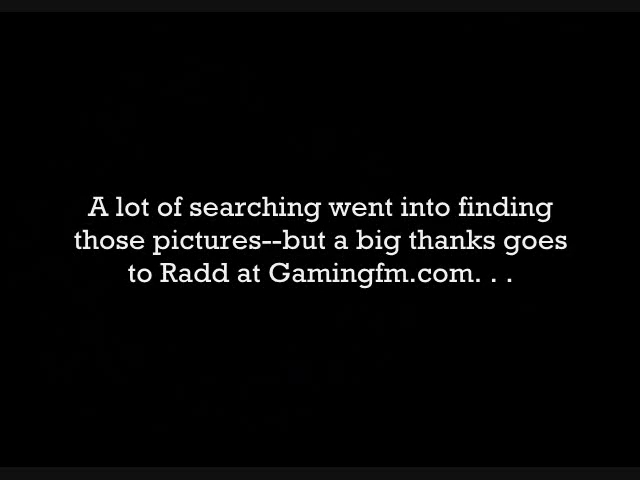 A lot of searching went into finding
those pictures--but a big thanks goes
to Radd at Gamingfm.com. . .